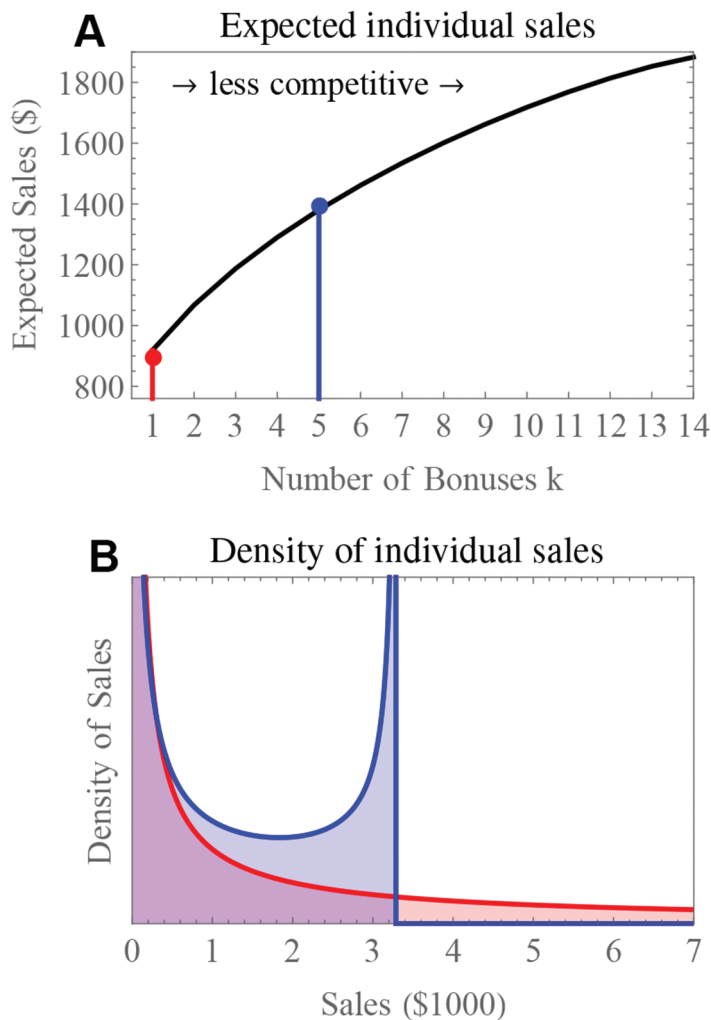 A Expected individual sales
→ less competitive →
Expected Sales ($)
1800
1600
1400
1200
1000
800
1 2 3 4 5 6 7 8 9 10 11 12 13 14
Number of Bonuses k
B Density of individual sales
Density of Sales
0 1 2 3 4 5 6 7
Sales ($1000)